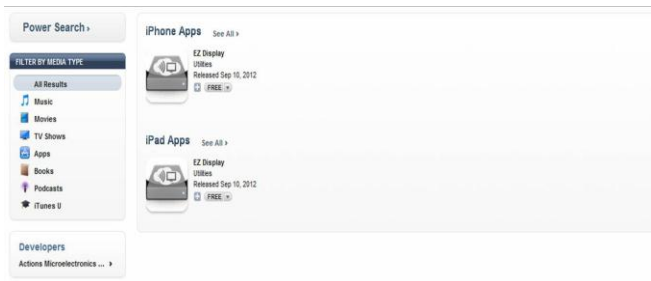 Power Search ›
FILTER BY MEDIA TYPE
All Results
Music
Movies
TV Shows
Apps
Books
Podcasts
iTunes U
Developers
Actions Microelectronics ... ›
iPhone Apps See All ›
EZ Display
Utilities
Released Sep 10, 2012
FREE
iPad Apps See All ›
EZ Display
Utilities
Released Sep 10, 2012
FREE